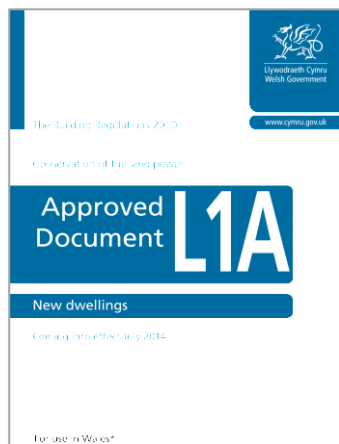 Llywodraeth Cymru
Welsh Government
www.cymru.gov.uk
The Building Regulations 2010
Conservation of fuel and power
Approved
Document
L1A
New dwellings
Coming into effect July 2014
For use in Wales*